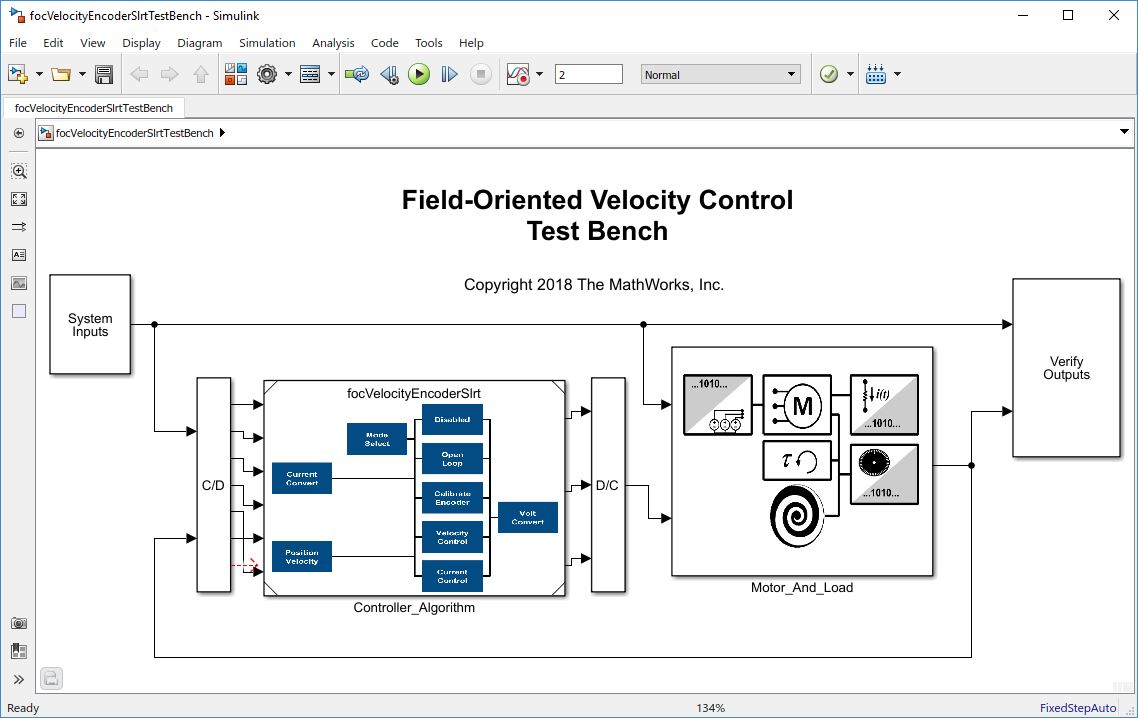 focVelocityEncoderSlrtTestBench - Simulink
File Edit View Display Diagram Simulation Analysis Code Tools Help
2 Normal
focVelocityEncoderSlrtTestBench
focVelocityEncoderSlrtTestBench
Field-Oriented Velocity Control
Test Bench
Copyright 2018 The MathWorks, Inc.
System
Inputs
Verify
Outputs
C/D
focVelocityEncoderSlrt
Mode
Select
Current
Convert
Position
Velocity
Disabled
Open
Loop
Calibrate
Encoder
Velocity
Control
Current
Control
Volt
Convert
Controller_Algorithm
D/C
...1010...
M
i(t)
...1010...
τ
...1010...
Motor_And_Load
Ready 134% FixedStepAuto